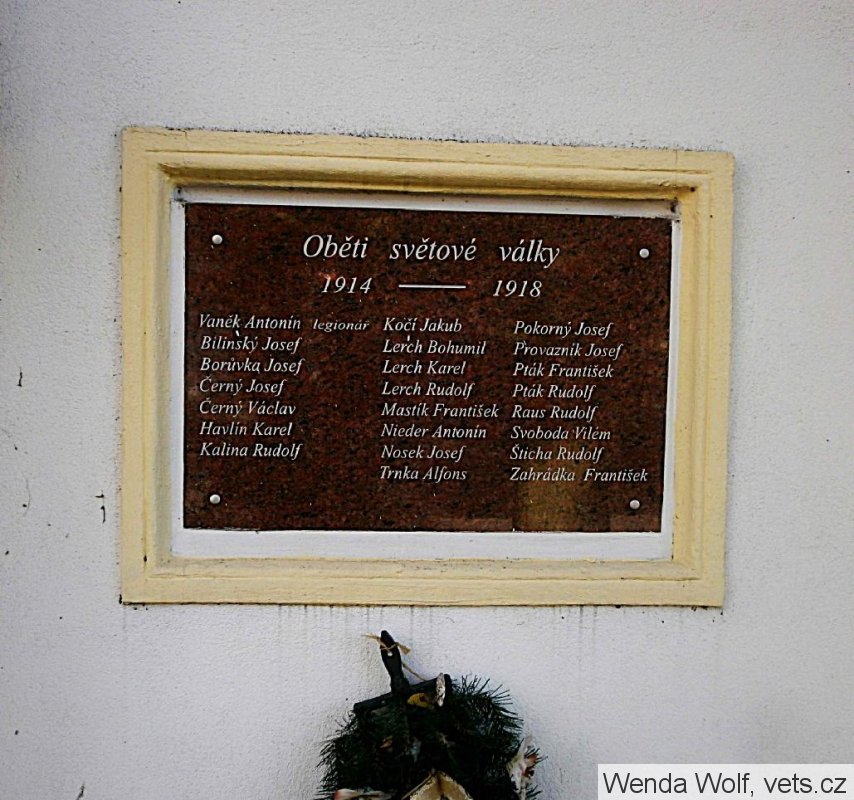 Oběti světové války
1914 — 1918
Vaněk Antonín legionář
Bilinský Josef
Borůvka Josef
Černý Josef
Černý Václav
Havlín Karel
Kalina Rudolf
Kočí Jakub
Lerch Bohumil
Lerch Karel
Lerch Rudolf
Mastík František
Nieder Antonín
Nosek Josef
Trnka Alfons
Pokorný Josef
Provazník Josef
Pták František
Pták Rudolf
Raus Rudolf
Svoboda Vilém
Šticha Rudolf
Zahrádka František
Wenda Wolf, vets.cz